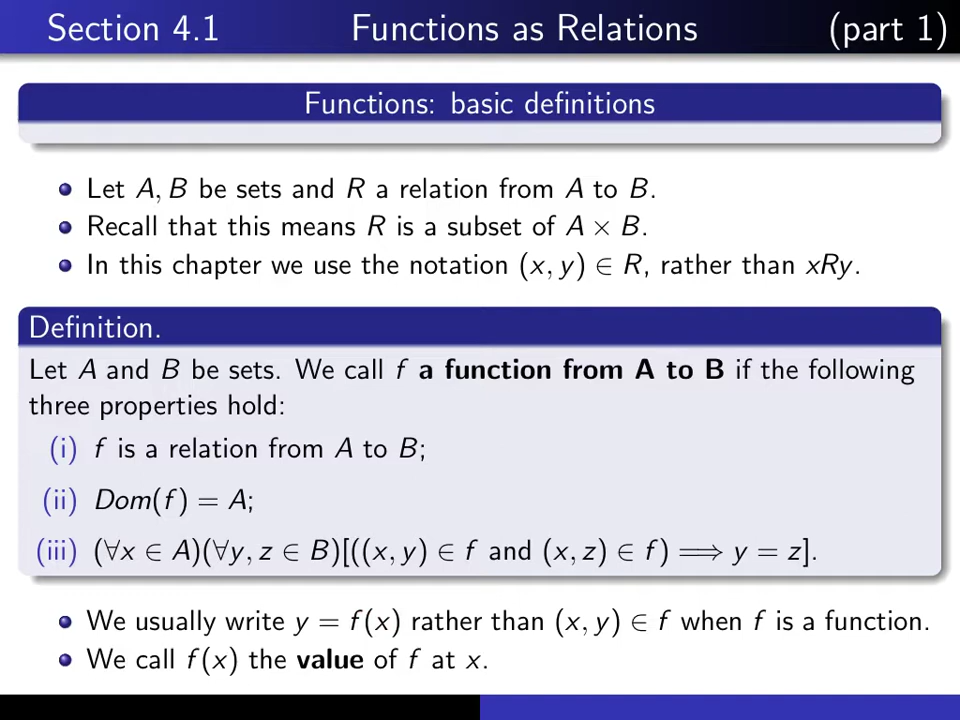 Section 4.1 Functions as Relations (part 1)
Functions: basic definitions
Let A, B be sets and R a relation from A to B.
Recall that this means R is a subset of A × B.
In this chapter we use the notation (x, y) ∈ R, rather than xRy.
Definition.
Let A and B be sets. We call f a function from A to B if the following
three properties hold:
(i) f is a relation from A to B;
(ii) Dom(f) = A;
(iii) (∀x ∈ A)(∀y, z ∈ B)[((x, y) ∈ f and (x, z) ∈ f) ⟹ y = z].
We usually write y = f(x) rather than (x, y) ∈ f when f is a function.
We call f(x) the value of f at x.